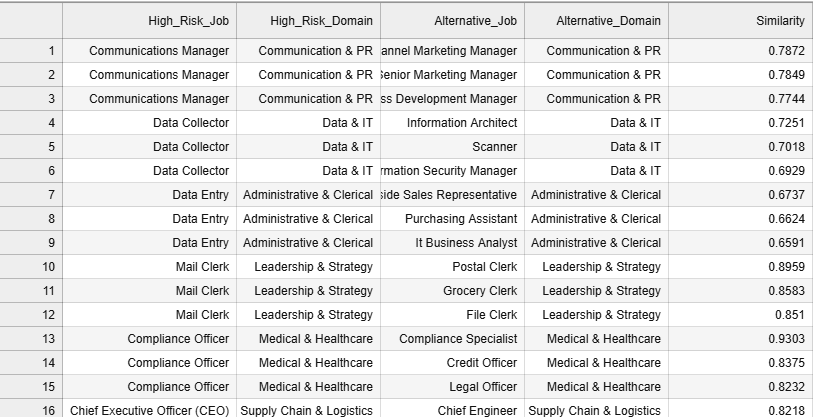 High_Risk_Job High_Risk_Domain Alternative_Job Alternative_Domain Similarity
1 Communications Manager Communication & PR Marketing Manager Communication & PR 0.7872
2 Communications Manager Communication & PR Marketing Manager Communication & PR 0.7849
3 Communications Manager Communication & PR Development Manager Communication & PR 0.7744
4 Data Collector Data & IT Information Architect Data & IT 0.7251
5 Data Collector Data & IT Scanner Data & IT 0.7018
6 Data Collector Data & IT Security Manager Data & IT 0.6929
7 Data Entry Administrative & Clerical Sales Representative Administrative & Clerical 0.6737
8 Data Entry Administrative & Clerical Purchasing Assistant Administrative & Clerical 0.6624
9 Data Entry Administrative & Clerical It Business Analyst Administrative & Clerical 0.6591
10 Mail Clerk Leadership & Strategy Postal Clerk Leadership & Strategy 0.8959
11 Mail Clerk Leadership & Strategy Grocery Clerk Leadership & Strategy 0.8583
12 Mail Clerk Leadership & Strategy File Clerk Leadership & Strategy 0.851
13 Compliance Officer Medical & Healthcare Compliance Specialist Medical & Healthcare 0.9303
14 Compliance Officer Medical & Healthcare Credit Officer Medical & Healthcare 0.8375
15 Compliance Officer Medical & Healthcare Legal Officer Medical & Healthcare 0.8232
16 Chief Executive Officer (CEO) Supply Chain & Logistics Chief Engineer Supply Chain & Logistics 0.8218